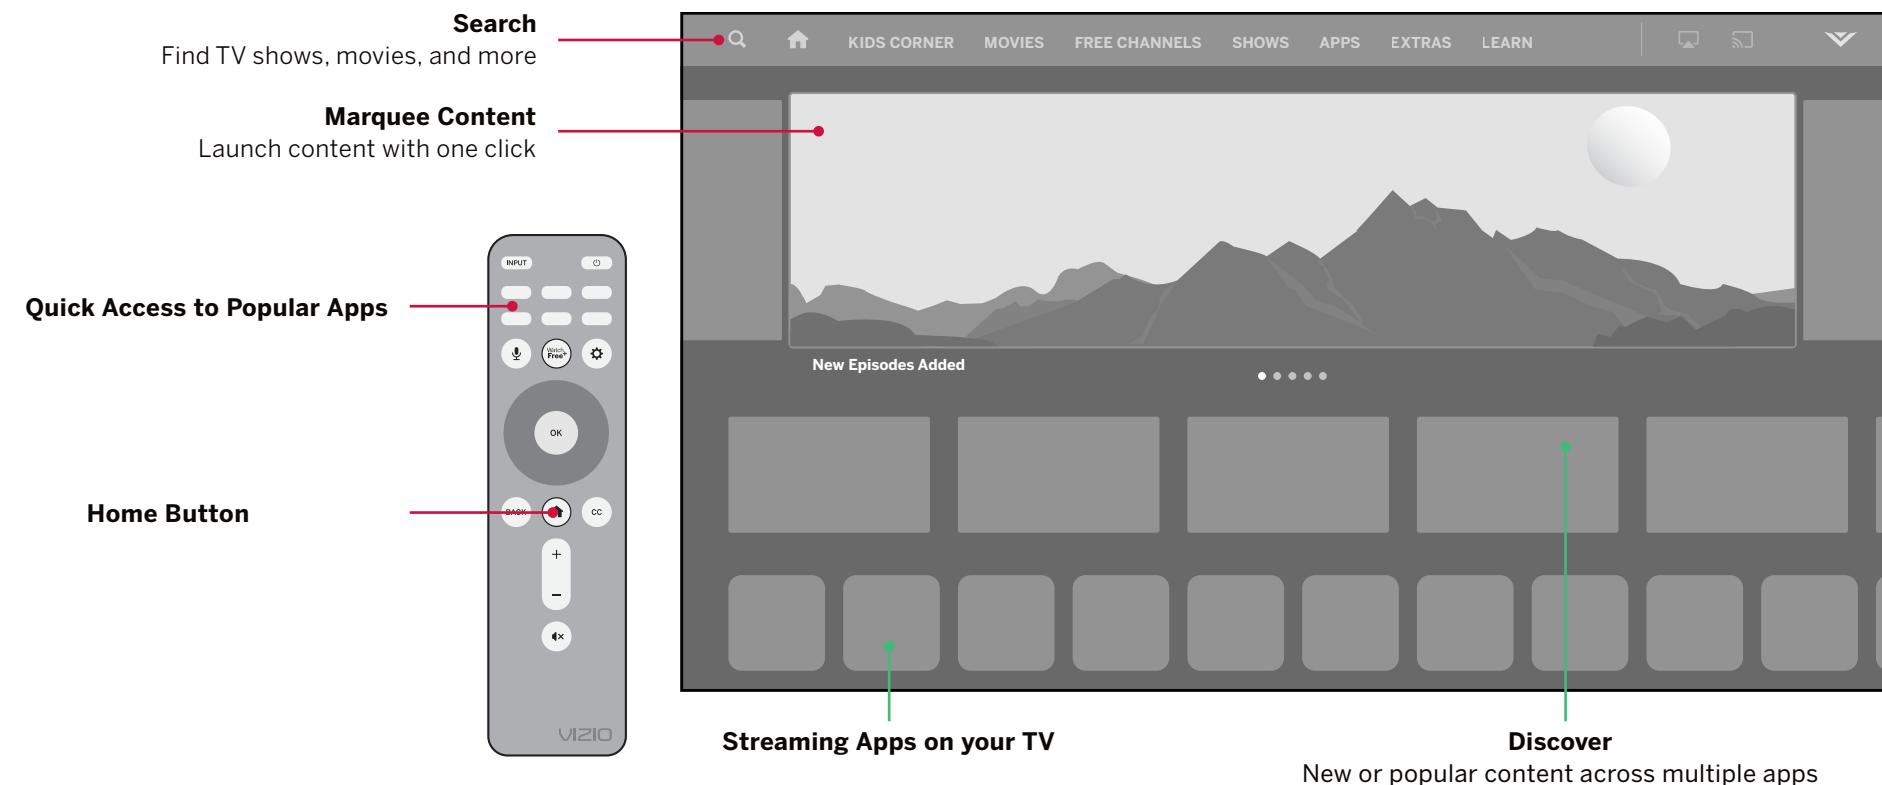 Search
Find TV shows, movies, and more
KIDS CORNER MOVIES FREE CHANNELS SHOWS APPS EXTRAS LEARN
Marquee Content
Launch content with one click
New Episodes Added
INPUT
Quick Access to Popular Apps
Watch
Free+
OK
Home Button
BACK
CC
VIZIO
Streaming Apps on your TV
Discover
New or popular content across multiple apps